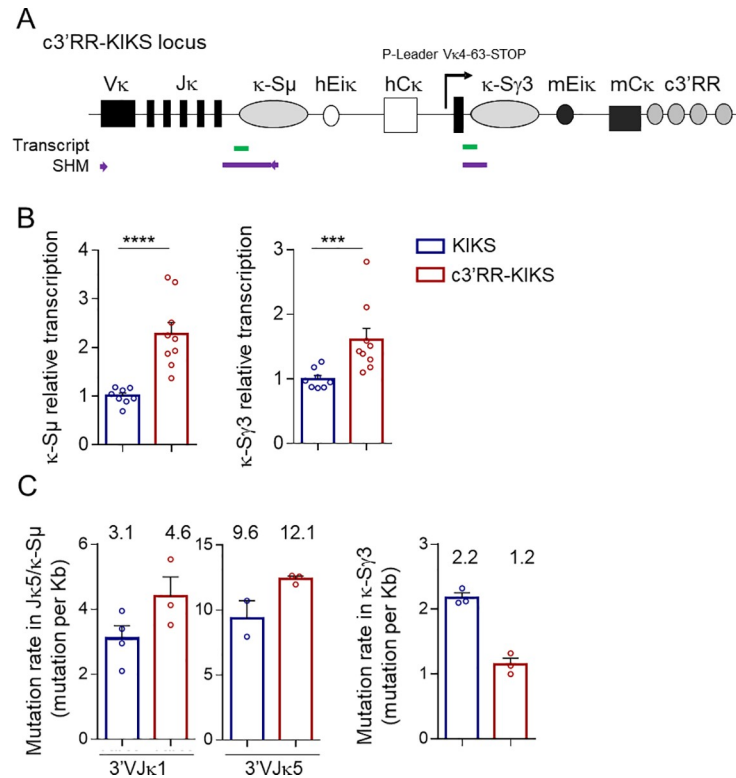 A
c3'RR-KIKS locus
P-Leader Vκ4-63-STOP
Vκ Jκ κ-Sμ hEiκ hCκ κ-Sγ3 mEiκ mCκ c3'RR
Transcript
SHM
B
κ-Sμ relative transcription
4
3
2
1
0
****
κ-Sγ3 relative transcription
3
2
1
0
***
KIKS
c3'RR-KIKS
C
Mutation rate in Jκ5/κ-Sμ
(mutation per Kb)
6
4
2
0
3.1 4.6
3'VJκ1
15
10
5
0
9.6 12.1
3'VJκ5
Mutation rate in κ-Sγ3
(mutation per Kb)
3
2
1
0
2.2 1.2